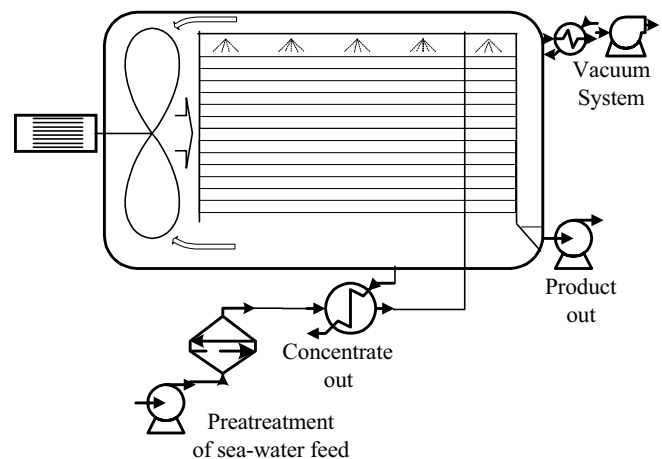 Vacuum
System
Product
out
Concentrate
out
Preatreatment
of sea-water feed